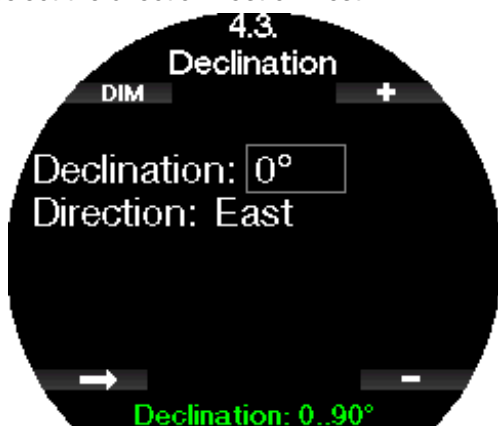 4.3.
Declination
DIM +
Declination: 0°
Direction: East
➡ -
Declination: 0..90°